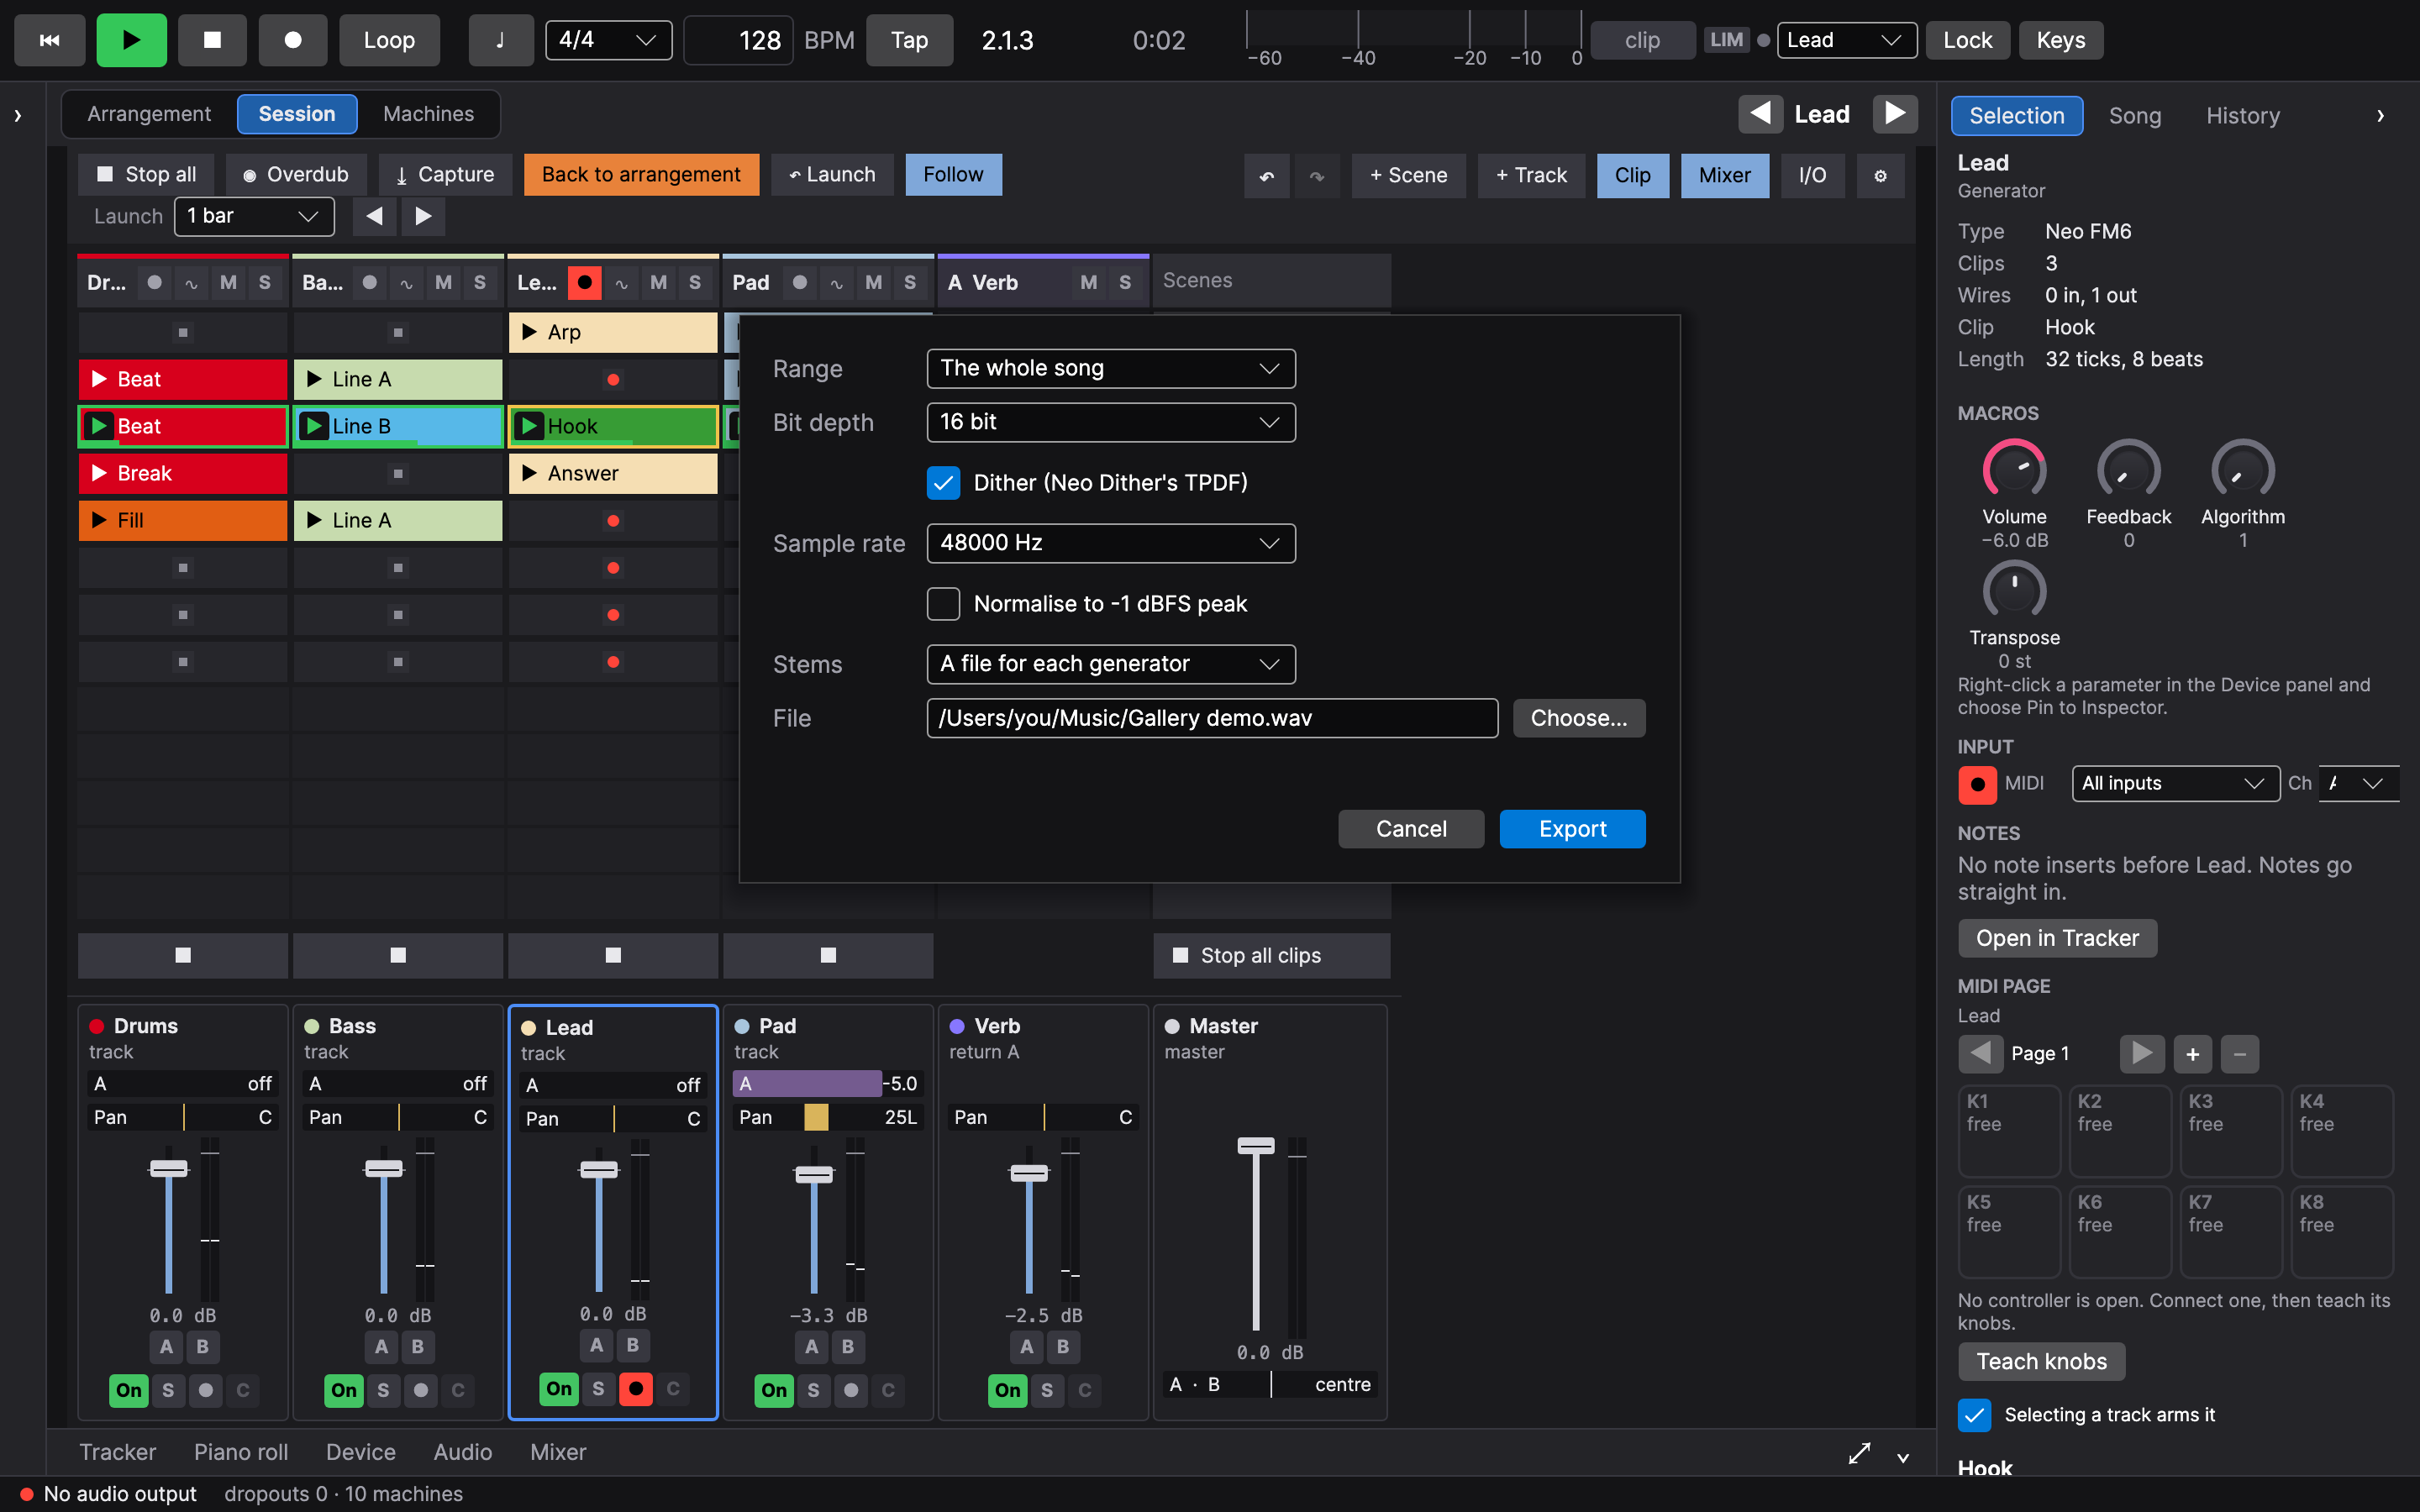 Loop 4/4 128 BPM Tap 2.1.3 0:02 −60 −40 −20 −10 0 clip LIM Lead Lock Keys
Arrangement Session Machines Lead Selection Song History
Stop all Overdub Capture Back to arrangement Launch Follow + Scene + Track Clip Mixer I/O
Launch 1 bar
Dr... M S Ba... M S Le... M S Pad M S A Verb M S Scenes
Arp
Beat Line A
Beat Line B Hook
Break Answer
Fill Line A
Range The whole song
Bit depth 16 bit
Dither (Neo Dither's TPDF)
Sample rate 48000 Hz
Normalise to -1 dBFS peak
Stems A file for each generator
File /Users/you/Music/Gallery demo.wav Choose...
Cancel Export
Stop all clips
Drums
track
A off
Pan C
0.0 dB
A B
On S C
Bass
track
A off
Pan C
0.0 dB
A B
On S C
Lead
track
A off
Pan C
0.0 dB
A B
On S C
Pad
track
A -5.0
Pan 25L
−3.3 dB
A B
On S C
Verb
return A
Pan C
−2.5 dB
A B
On S C
Master
master
0.0 dB
A · B centre
Lead
Generator
Type Neo FM6
Clips 3
Wires 0 in, 1 out
Clip Hook
Length 32 ticks, 8 beats
MACROS
Volume Feedback Algorithm
−6.0 dB 0 1
Transpose
0 st
Right-click a parameter in the Device panel and
choose Pin to Inspector.
INPUT
MIDI All inputs Ch
NOTES
No note inserts before Lead. Notes go
straight in.
Open in Tracker
MIDI PAGE
Lead
Page 1 + −
K1 K2 K3 K4
free free free free
K5 K6 K7 K8
free free free free
No controller is open. Connect one, then teach its
knobs.
Teach knobs
Selecting a track arms it
Hook
Tracker Piano roll Device Audio Mixer
No audio output dropouts 0 · 10 machines